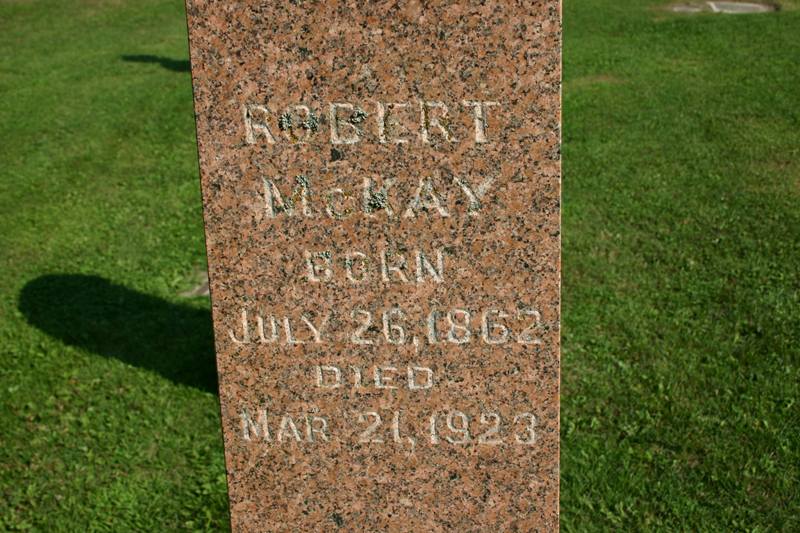 ROBERT
McKAY
BORN
JULY 26, 1862
DIED
MAR 21, 1923